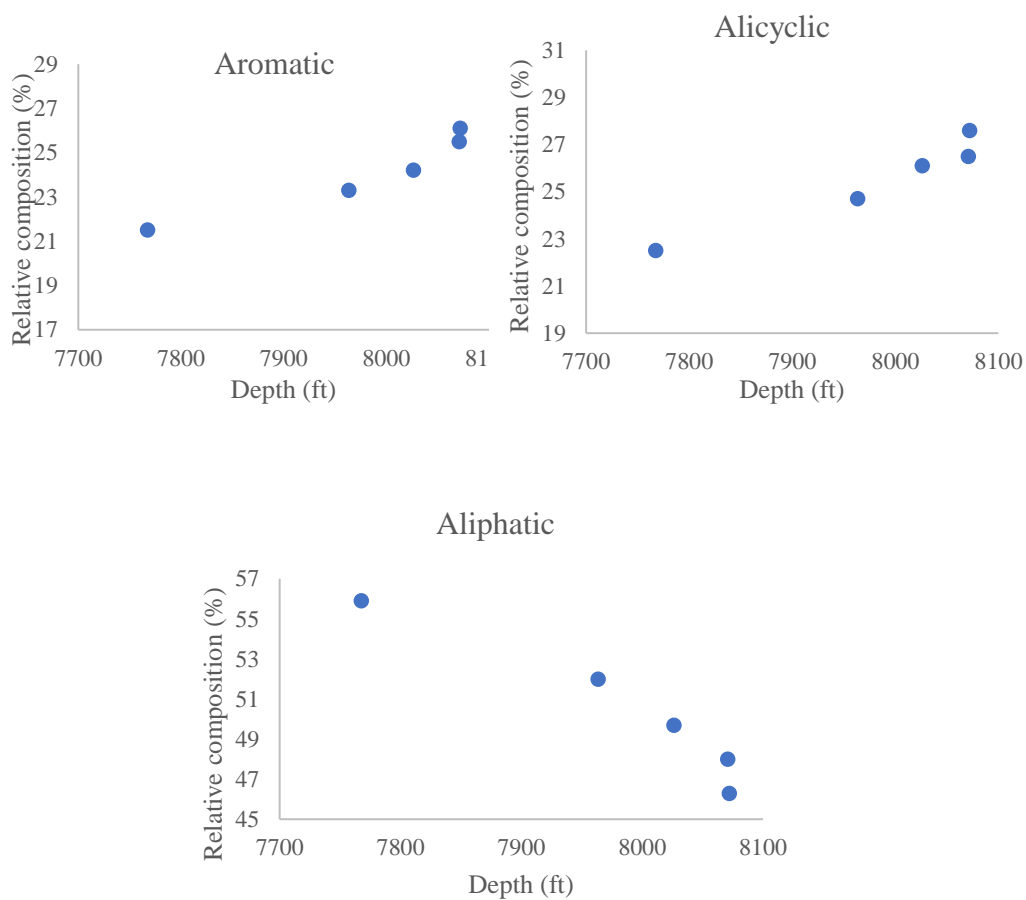 Aromatic
Relative composition (%)
29
27
25
23
21
19
17
7700 7800 7900 8000 81
Depth (ft)
Alicyclic
Relative composition (%)
31
29
27
25
23
21
19
7700 7800 7900 8000 8100
Depth (ft)
Aliphatic
Relative composition (%)
57
55
53
51
49
47
45
7700 7800 7900 8000 8100
Depth (ft)